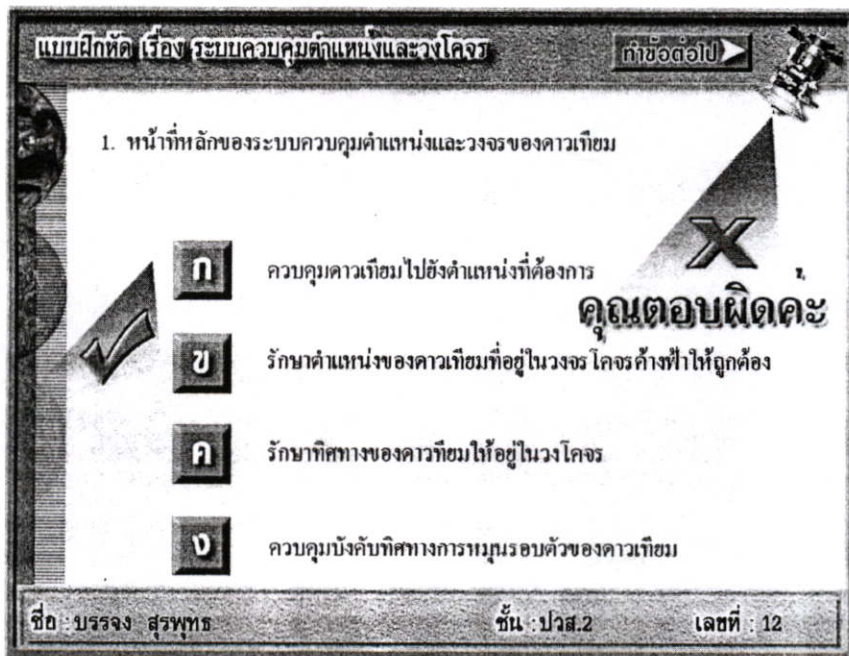 แบบฝึกหัด เรื่อง ระบบควบคุมตำแหน่งและวงโคจร
ทำข้อต่อไป
1. หน้าที่หลักของระบบควบคุมตำแหน่งและวงจรของดาวเทียม
ก ควบคุมดาวเทียมไปยังตำแหน่งที่ต้องการ
คุณตอบผิดค่ะ
ข รักษาตำแหน่งของดาวเทียมที่อยู่ในวงจรโคจรค้างฟ้าให้ถูกต้อง
ค รักษาทิศทางของดาวทียมให้อยู่ในวงโคจร
ง ควบคุมบังคับทิศทางการหมุนรอบตัวของดาวเทียม
ชื่อ : บรรจง สุรพุทธ ชั้น : ปวส.2 เลขที่ : 12